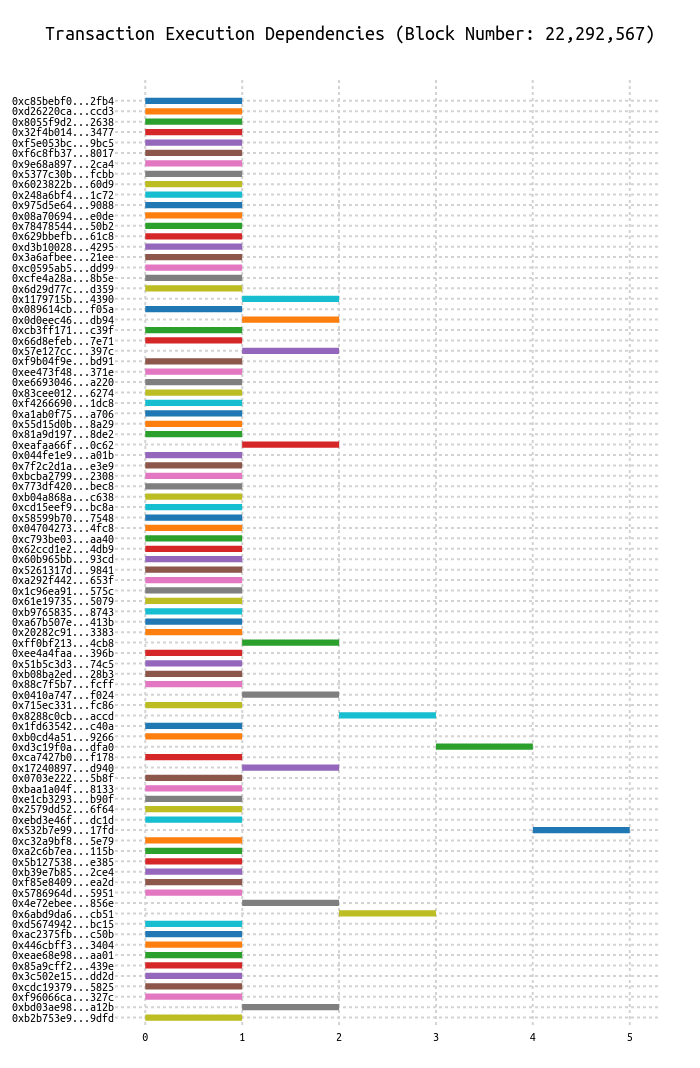 Transaction Execution Dependencies (Block Number: 22,292,567)
0xc85bebf0...2fb4
0xd26220ca...ccd3
0x8055f9d2...2638
0x32f4b014...3477
0xf5e053bc...9bc5
0xf6c8fb37...8017
0x9e68a897...2ca4
0x5377c30b...fcbb
0x6023822b...60d9
0x248a6bf4...1c72
0x975d5e64...9088
0x08a70694...e0de
0x78478544...50b2
0x629bbefb...61c8
0xd3b10028...4295
0x3a6afbee...21ee
0xc0595ab5...dd99
0xcfe4a28a...8b5e
0x6d29d77c...d359
0x1179715b...4390
0x089614cb...f05a
0x0d0eec46...db94
0xcb3ff171...c39f
0x66d8efeb...7e71
0x57e127cc...397c
0xf9b04f9e...bd91
0xee473f48...371e
0xe6693046...a220
0x83cee012...6274
0xf4266690...1dc8
0xa1ab0f75...a706
0x55d15d0b...8a29
0x81a9d197...8de2
0xeafaa66f...0c62
0x044fe1e9...a01b
0x7f2c2d1a...e3e9
0xbcba2799...2308
0x773df420...bec8
0xb04a868a...c638
0xcd15eef9...bc8a
0x58599b70...7548
0x04704273...4fc8
0xc793be03...aa40
0x62ccd1e2...4db9
0x60b965bb...93cd
0x5261317d...9841
0xa292f442...653f
0x1c96ea91...575c
0x61e19735...5079
0xb9765835...8743
0xa67b507e...413b
0x20282c91...3383
0xff0bf213...4cb8
0xee4a4faa...396b
0x51b5c3d3...74c5
0xb08ba2ed...28b3
0x88c7f5b7...fcff
0x0410a747...f024
0x715ec331...fc86
0x8288c0cb...accd
0x1fd63542...c40a
0xb0cd4a51...9266
0xd3c19f0a...dfa0
0xca7427b0...f178
0x17240897...d940
0x0703e222...5b8f
0xbaa1a04f...8133
0xe1cb3293...b90f
0x2579dd52...6f64
0xebd3e46f...dc1d
0x532b7e99...17fd
0xc32a9bf8...5e79
0xa2c6b7ea...115b
0x5b127538...e385
0xb39e7b85...2ce4
0xf85e8409...ea2d
0x5786964d...5951
0x4e72ebee...856e
0x6abd9da6...cb51
0xd5674942...bc15
0xac2375fb...c50b
0x446cbff3...3404
0xeae68e98...aa01
0x85a9cff2...439e
0x3c502e15...dd2d
0xcdc19379...5825
0xf96066ca...327c
0xbd03ae98...a12b
0xb2b753e9...9dfd
0 1 2 3 4 5